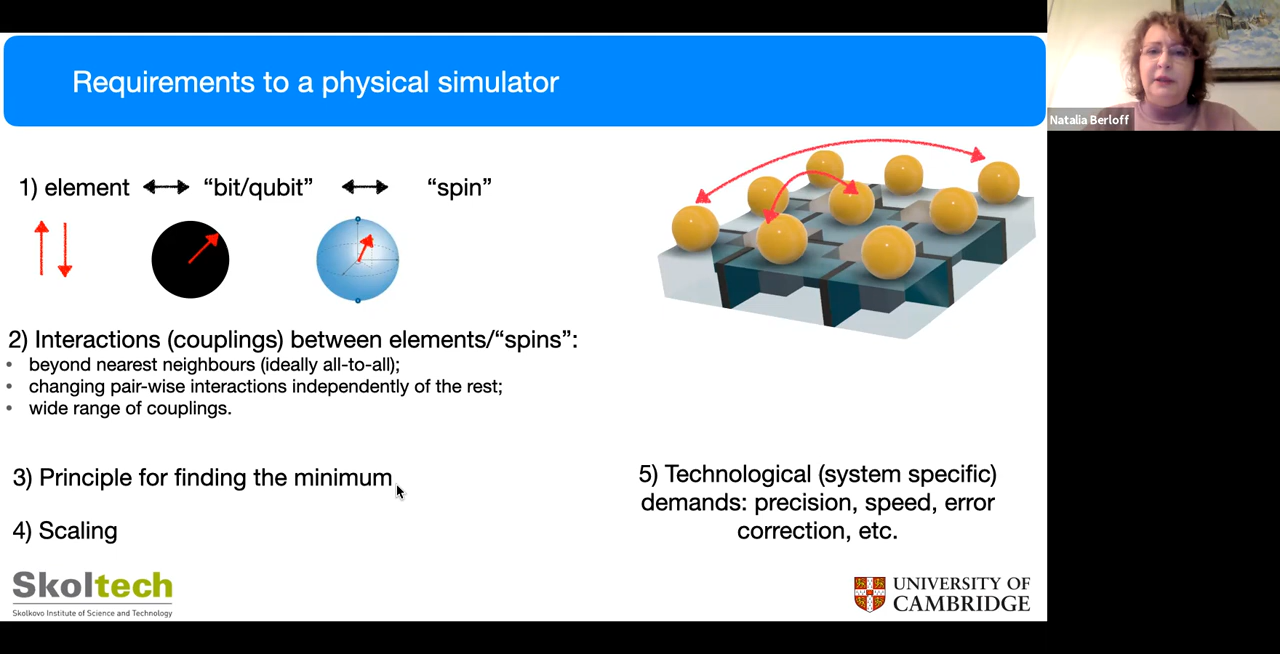 Requirements to a physical simulator
Natalia Berloff
1) element “bit/qubit” “spin”
2) Interactions (couplings) between elements/“spins”:
• beyond nearest neighbours (ideally all-to-all);
• changing pair-wise interactions independently of the rest;
• wide range of couplings.
3) Principle for finding the minimum
4) Scaling
5) Technological (system specific)
demands: precision, speed, error
correction, etc.
Skoltech
Skolkovo Institute of Science and Technology
UNIVERSITY OF
CAMBRIDGE